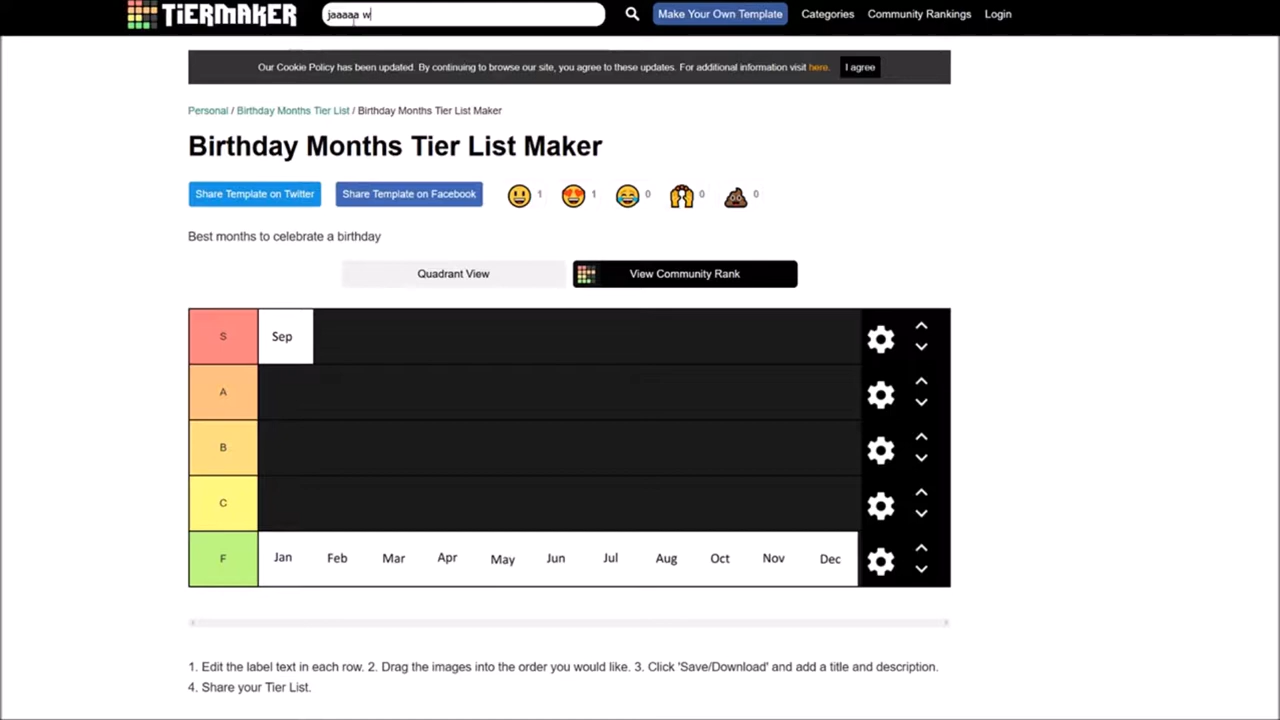 TiERMAKER
jaaaaa w
Make Your Own Template
Categories
Community Rankings
Login
Our Cookie Policy has been updated. By continuing to browse our site, you agree to these updates. For additional information visit here.
I agree
Personal / Birthday Months Tier List / Birthday Months Tier List Maker
Birthday Months Tier List Maker
Share Template on Twitter
Share Template on Facebook
1
1
0
0
0
Best months to celebrate a birthday
Quadrant View
View Community Rank
S
Sep
A
B
C
F
Jan
Feb
Mar
Apr
May
Jun
Jul
Aug
Oct
Nov
Dec
1. Edit the label text in each row. 2. Drag the images into the order you would like. 3. Click 'Save/Download' and add a title and description.
4. Share your Tier List.